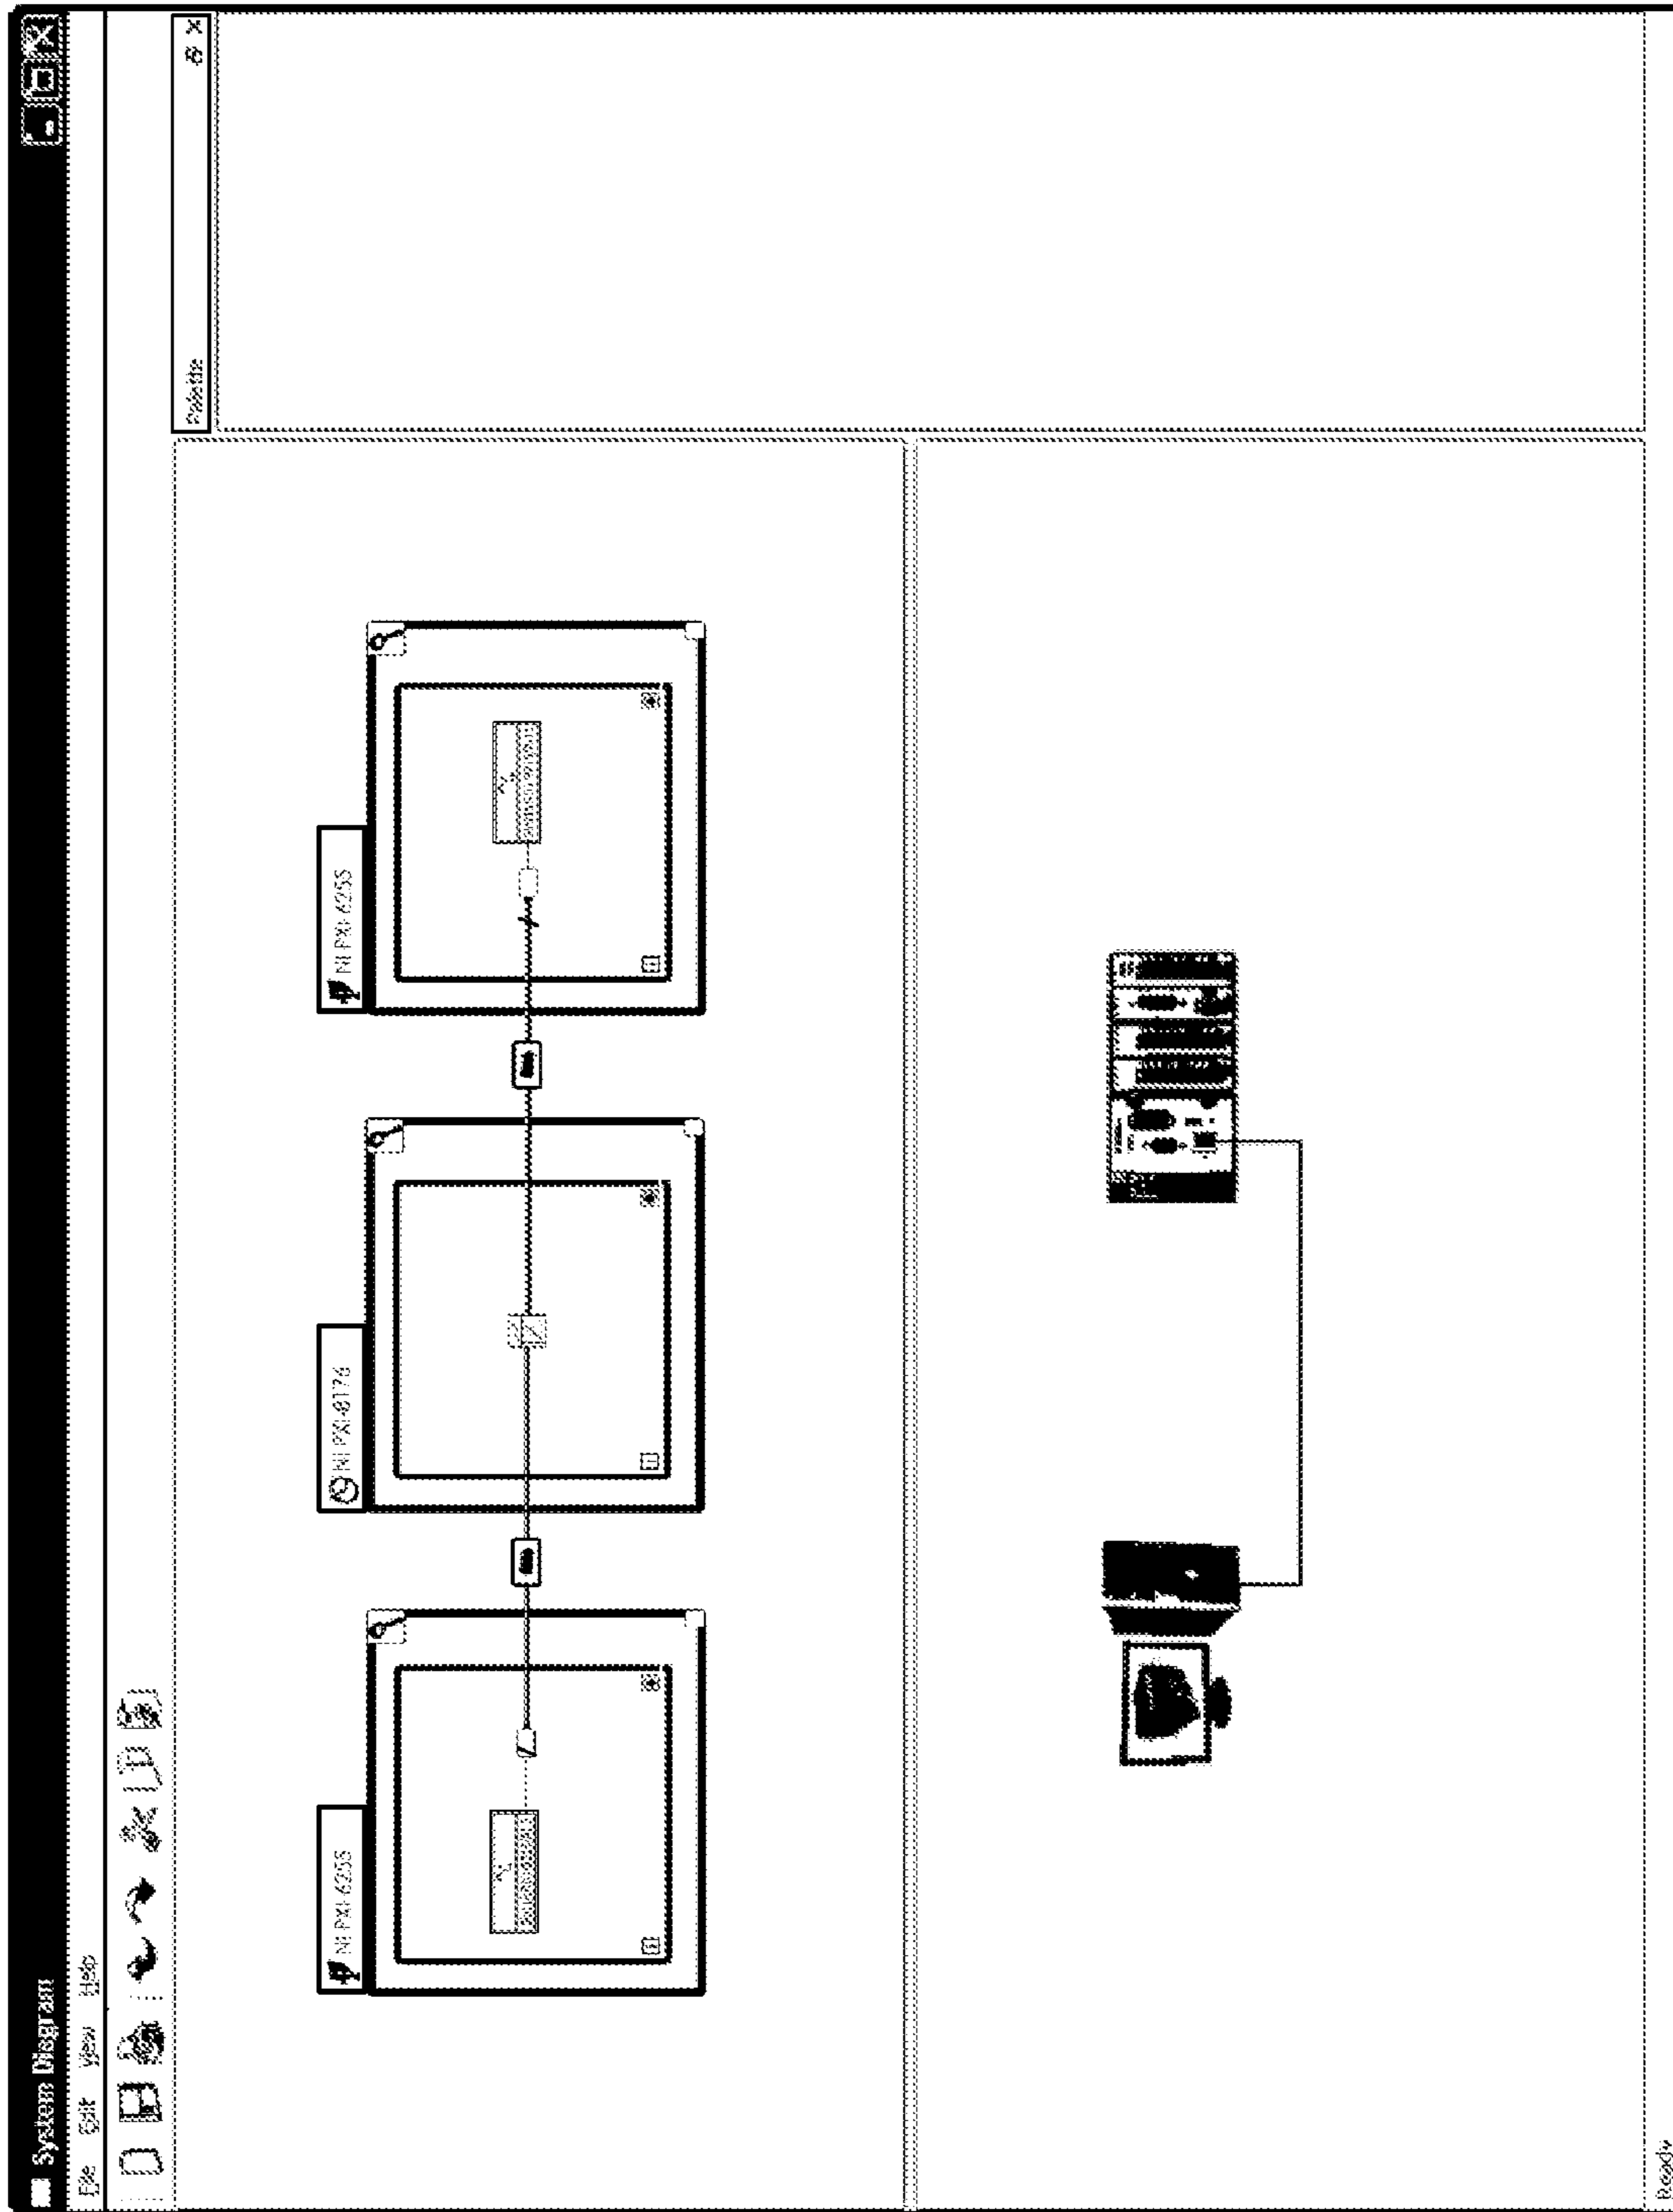 System Diagram
File Edit View Help
Palette
NI PXI-6255
NI PXI-8176
NI PXI-6255
Ready